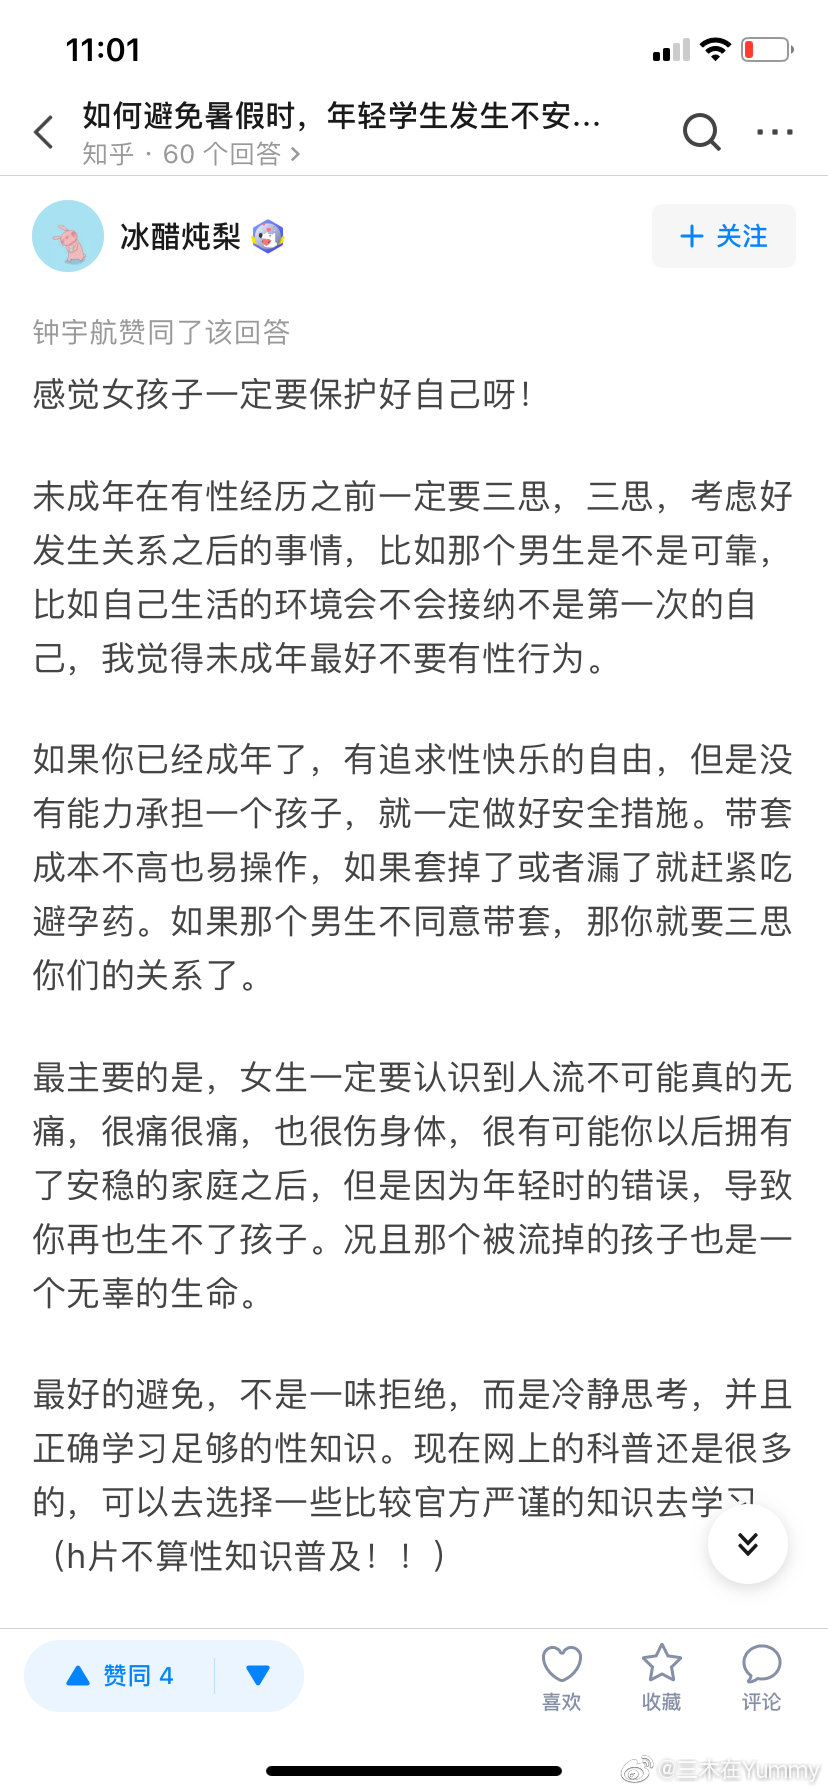 11:01
如何避免暑假时，年轻学生发生不安...
知乎 · 60 个回答 >
冰醋炖梨
+ 关注
钟宇航赞同了该回答
感觉女孩子一定要保护好自己呀！
未成年在有性经历之前一定要三思，三思，考虑好
发生关系之后的事情，比如那个男生是不是可靠，
比如自己生活的环境会不会接纳不是第一次的自
己，我觉得未成年最好不要有性行为。
如果你已经成年了，有追求性快乐的自由，但是没
有能力承担一个孩子，就一定做好安全措施。带套
成本不高也易操作，如果套掉了或者漏了就赶紧吃
避孕药。如果那个男生不同意带套，那你就要三思
你们的关系了。
最主要的是，女生一定要认识到人流不可能真的无
痛，很痛很痛，也很伤身体，很有可能你以后拥有
了安稳的家庭之后，但是因为年轻时的错误，导致
你再也生不了孩子。况且那个被流掉的孩子也是一
个无辜的生命。
最好的避免，不是一味拒绝，而是冷静思考，并且
正确学习足够的性知识。现在网上的科普还是很多
的，可以去选择一些比较官方严谨的知识去学习
（h片不算性知识普及！！）
赞同 4
喜欢
收藏
评论
@三木在Yummy